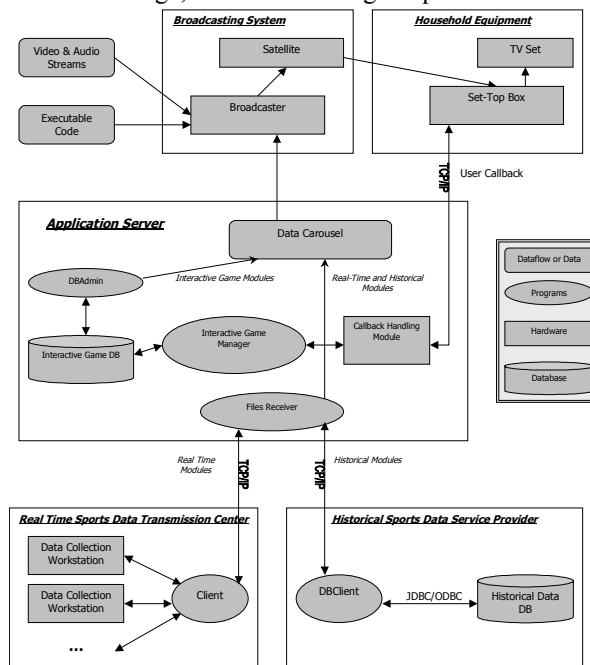 Broadcasting System
Household Equipment
Video & Audio
Streams
Satellite
TV Set
Broadcaster
Set-Top Box
Executable
Code
TCP/IP
User Callback
Application Server
Data Carousel
DBAdmin
Interactive Game Modules
Real-Time and Historical
Modules
Interactive Game DB
Interactive Game
Manager
Callback Handling
Module
Files Receiver
Dataflow or Data
Programs
Hardware
Database
Real Time
Modules
TCP/IP
TCP/IP
Historical Modules
Real Time Sports Data Transmission Center
Historical Sports Data Service Provider
Data Collection
Workstation
Data Collection
Workstation
...
Client
DBClient
JDBC/ODBC
Historical Data
DB